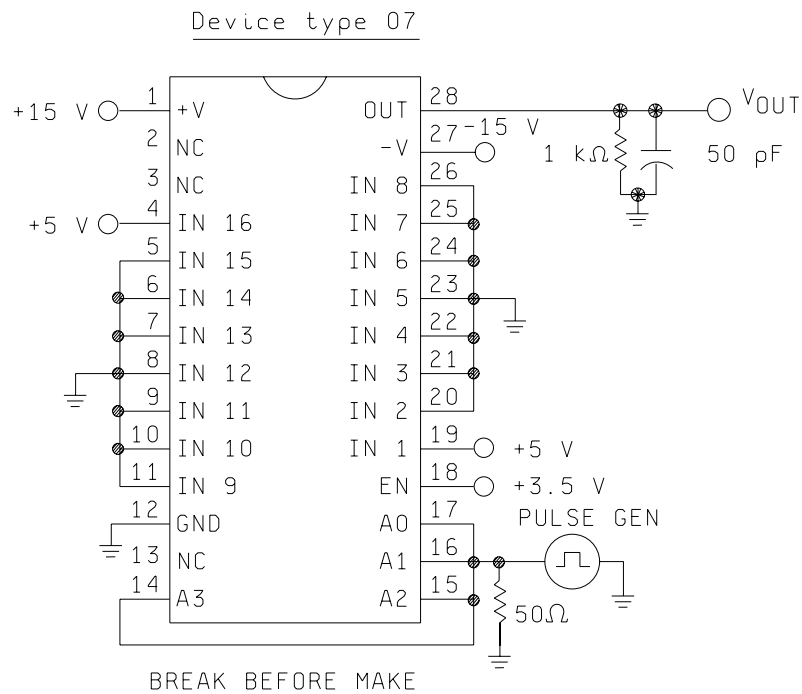 Device type 07
+15 V 1 +V OUT 28 VOUT
2 NC -V 27 -15 V
1 kΩ 50 pF
3 NC IN 8 26
+5 V 4 IN 16 IN 7 25
5 IN 15 IN 6 24
6 IN 14 IN 5 23
7 IN 13 IN 4 22
8 IN 12 IN 3 21
9 IN 11 IN 2 20
10 IN 10 IN 1 19 +5 V
11 IN 9 EN 18 +3.5 V
12 GND A0 17 PULSE GEN
13 NC A1 16
14 A3 A2 15 50Ω
BREAK BEFORE MAKE